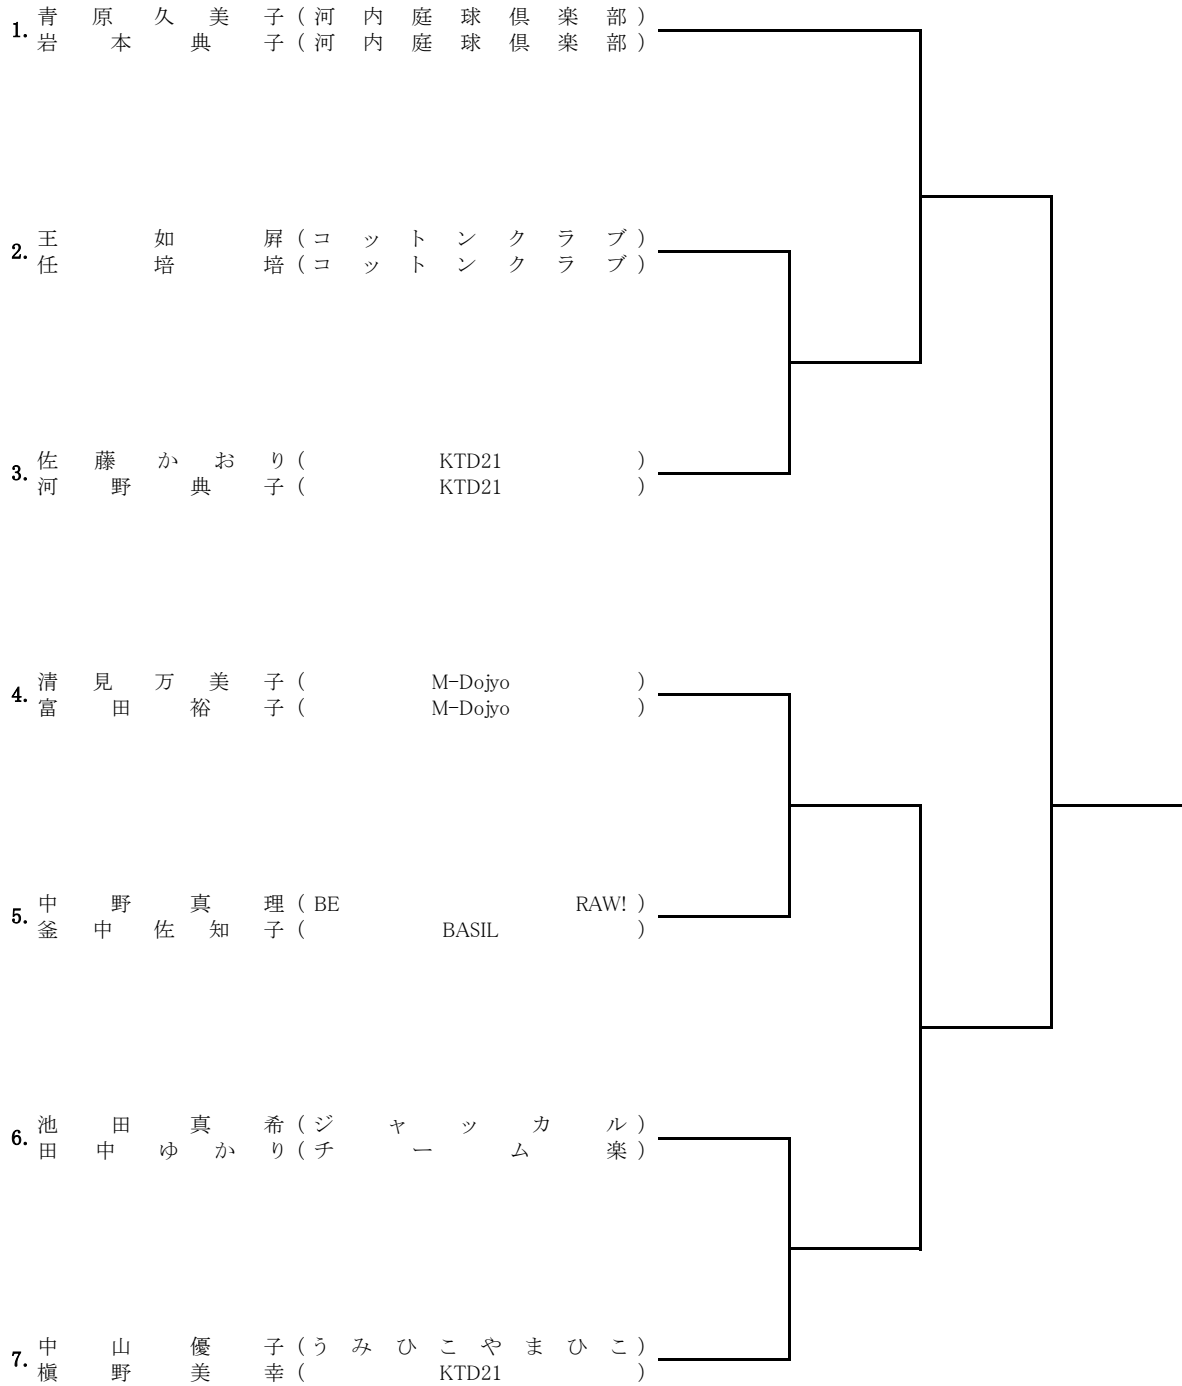 1. 青原久美子 (河内庭球倶楽部)
岩本典子 (河内庭球倶楽部)
2. 王如屏 (コットンクラブ)
任培培 (コットンクラブ)
3. 佐藤かおり ( KTD21 )
河野典子 ( KTD21 )
4. 清見万美子 ( M-Dojyo )
富田裕子 ( M-Dojyo )
5. 中野真理 ( BE RAW! )
釜中佐知子 ( BASIL )
6. 池田真希 (ジャッカル)
田中ゆかり (チーム楽)
7. 中山優子 (うみひこやまひこ)
槇野美幸 ( KTD21 )